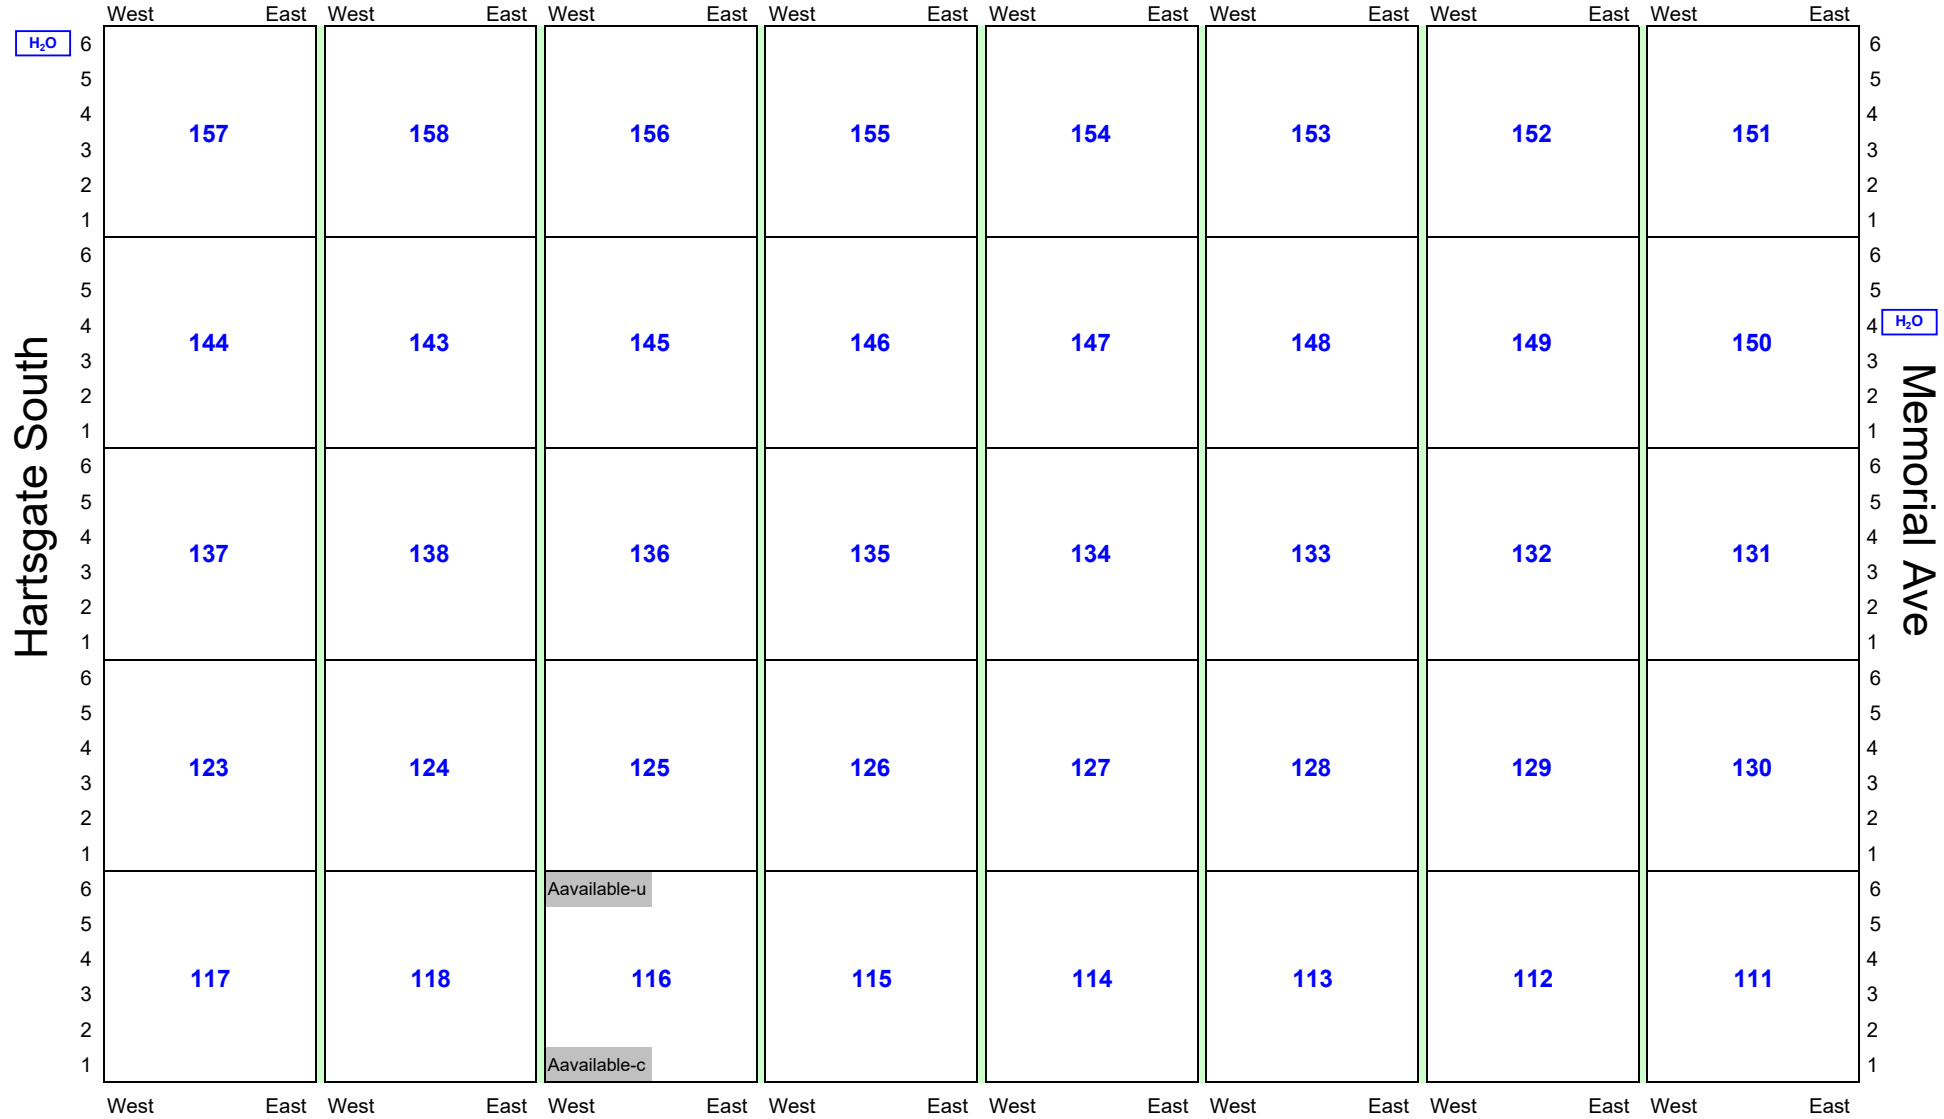 West East West East West East West East West East West East West East West East
H₂O 6 6
5 5
4 4
157 158 156 155 154 153 152 151
3 3
2 2
1 1
6 6
5 5
4 4 H₂O
144 143 145 146 147 148 149 150
3 3
2 2
1 1
Hartsgate South
Memorial Ave
6 6
5 5
4 4
137 138 136 135 134 133 132 131
3 3
2 2
1 1
6 6
5 5
4 4
123 124 125 126 127 128 129 130
3 3
2 2
1 1
6 Aavailable-u 6
5 5
4 4
117 118 116 115 114 113 112 111
3 3
2 2
1 Aavailable-c 1
West East West East West East West East West East West East West East West East